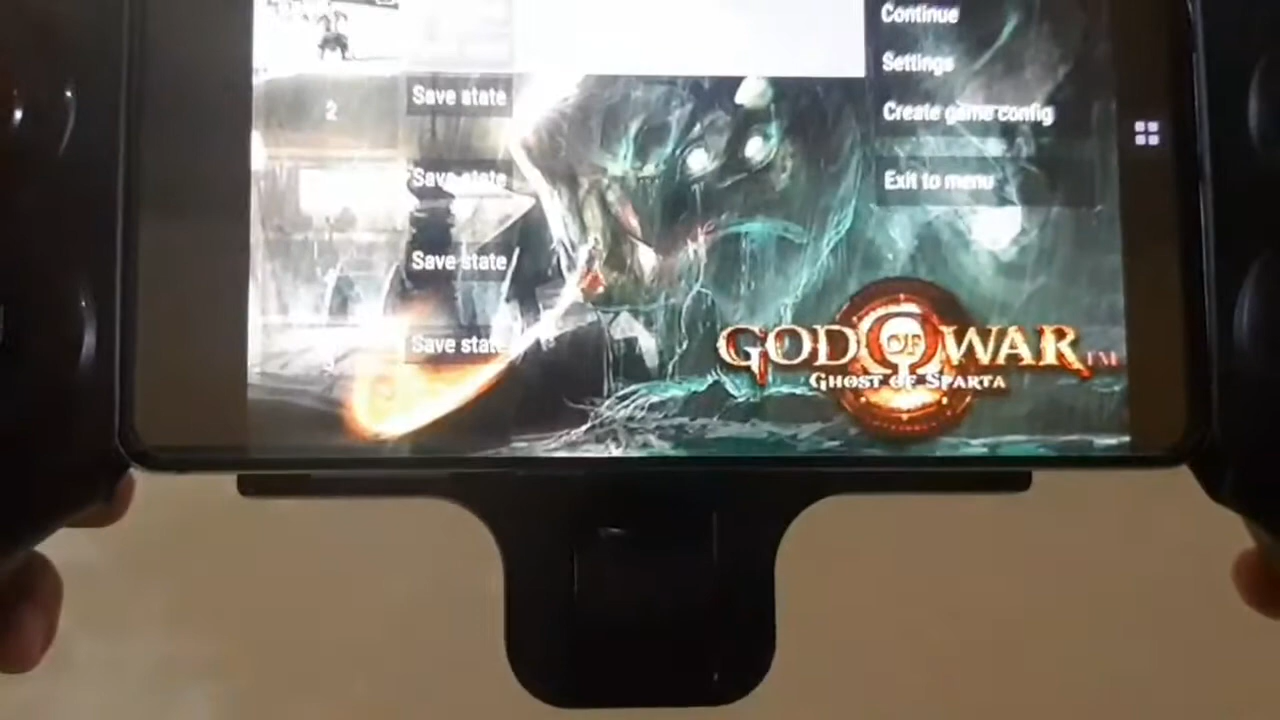 Continue
Settings
Create game config
Exit to menu
2
Save state
Save state
Save state
Save state
GOD OF WAR TM
GHOST OF SPARTA